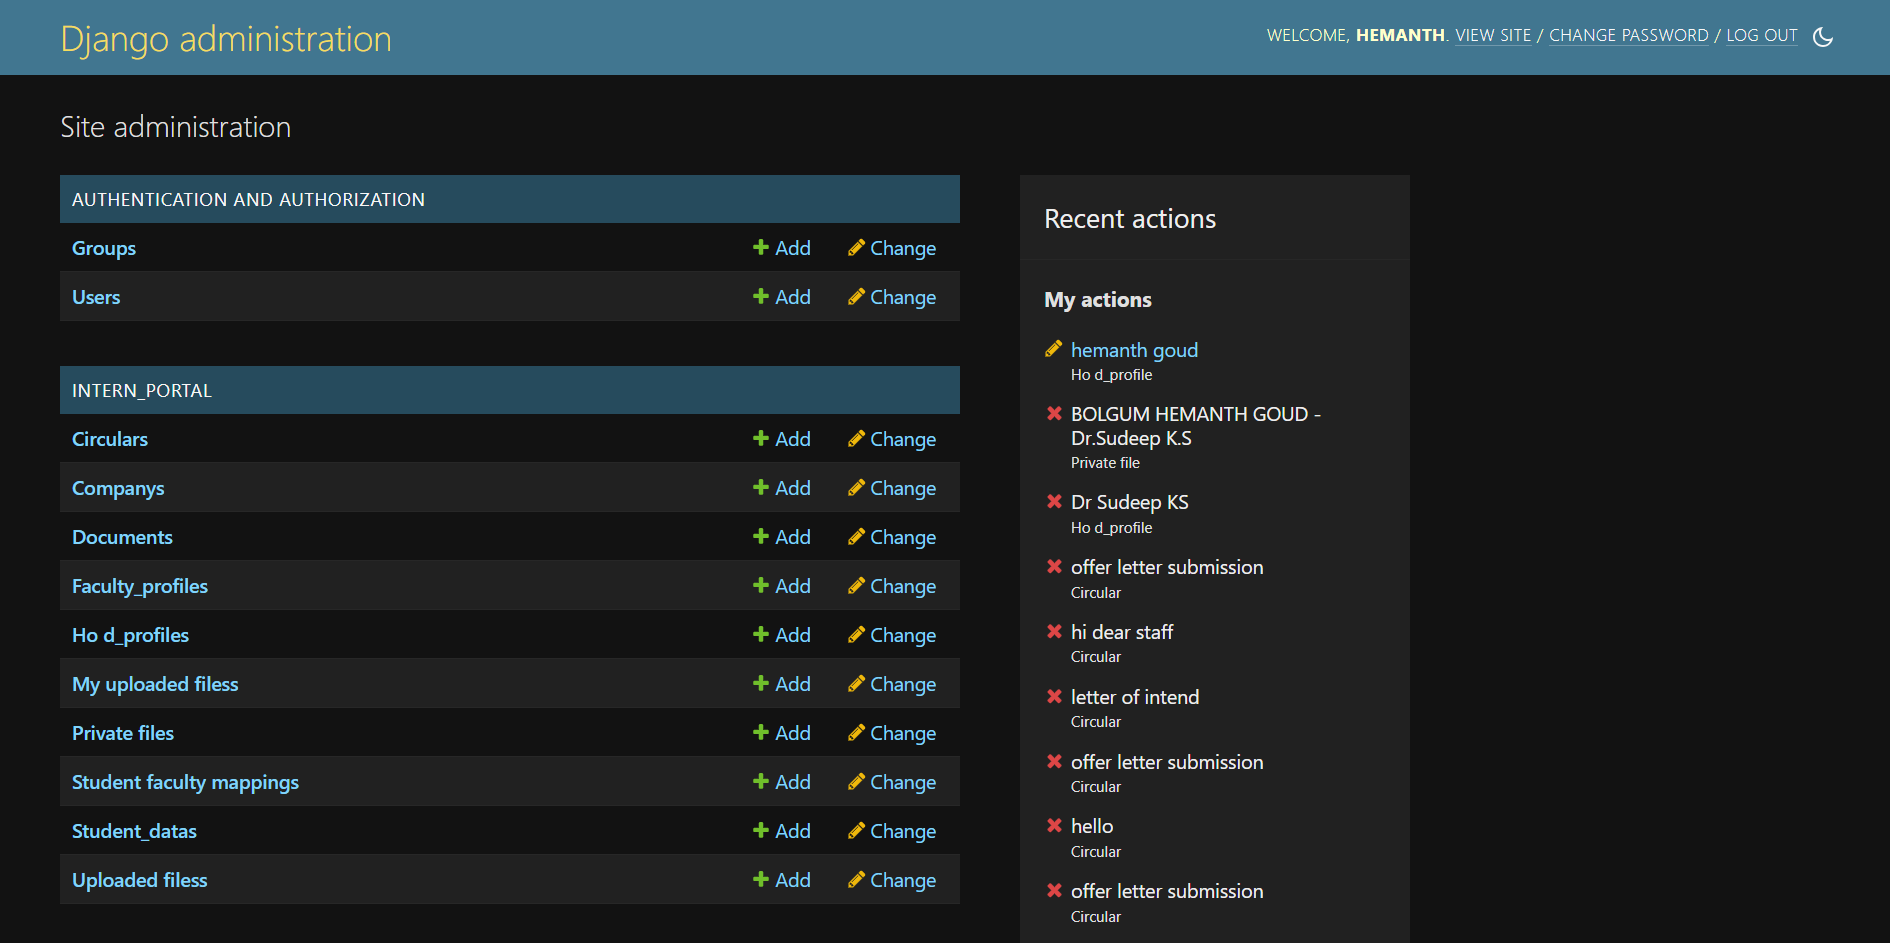 Django administration
WELCOME, HEMANTH. VIEW SITE / CHANGE PASSWORD / LOG OUT
Site administration
AUTHENTICATION AND AUTHORIZATION
Groups Add Change
Users Add Change
INTERN_PORTAL
Circulars Add Change
Companys Add Change
Documents Add Change
Faculty_profiles Add Change
Ho d_profiles Add Change
My uploaded filess Add Change
Private files Add Change
Student faculty mappings Add Change
Student_datas Add Change
Uploaded filess Add Change
Recent actions
My actions
hemanth goud
Ho d_profile
BOLGUM HEMANTH GOUD -
Dr.Sudeep K.S
Private file
Dr Sudeep KS
Ho d_profile
offer letter submission
Circular
hi dear staff
Circular
letter of intend
Circular
offer letter submission
Circular
hello
Circular
offer letter submission
Circular